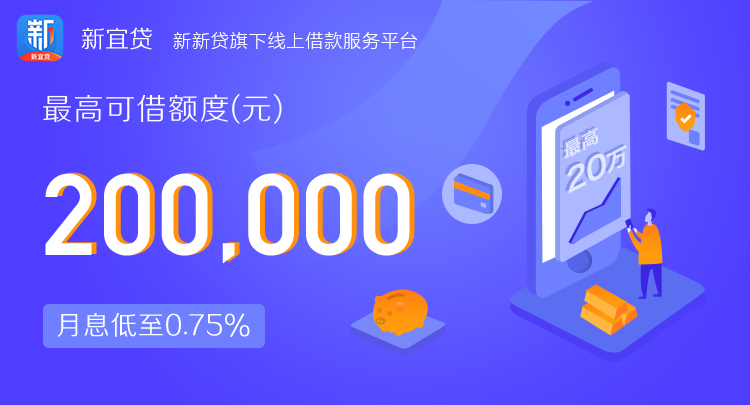 新
新宜贷
新宜贷 新新贷旗下线上借款服务平台
最高可借额度(元)
200,000
月息低至0.75%
最高
20万